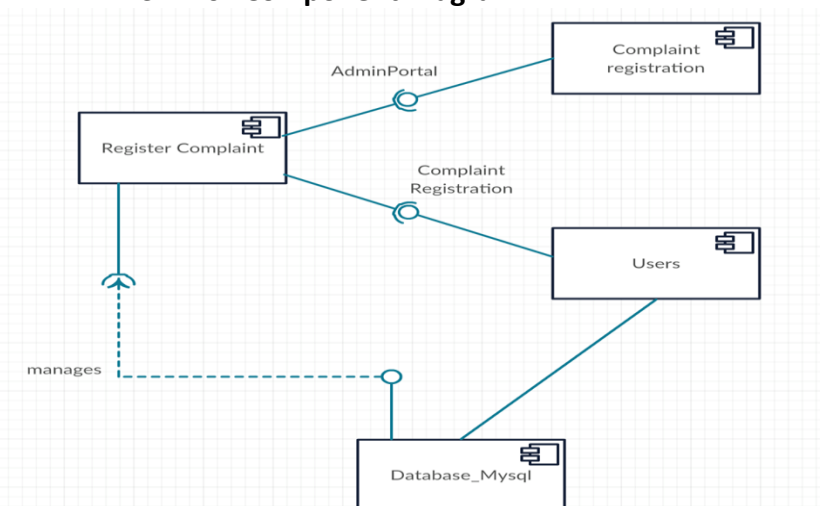 AdminPortal
Complaint
registration
Register Complaint
Complaint
Registration
Users
manages
Database_Mysql